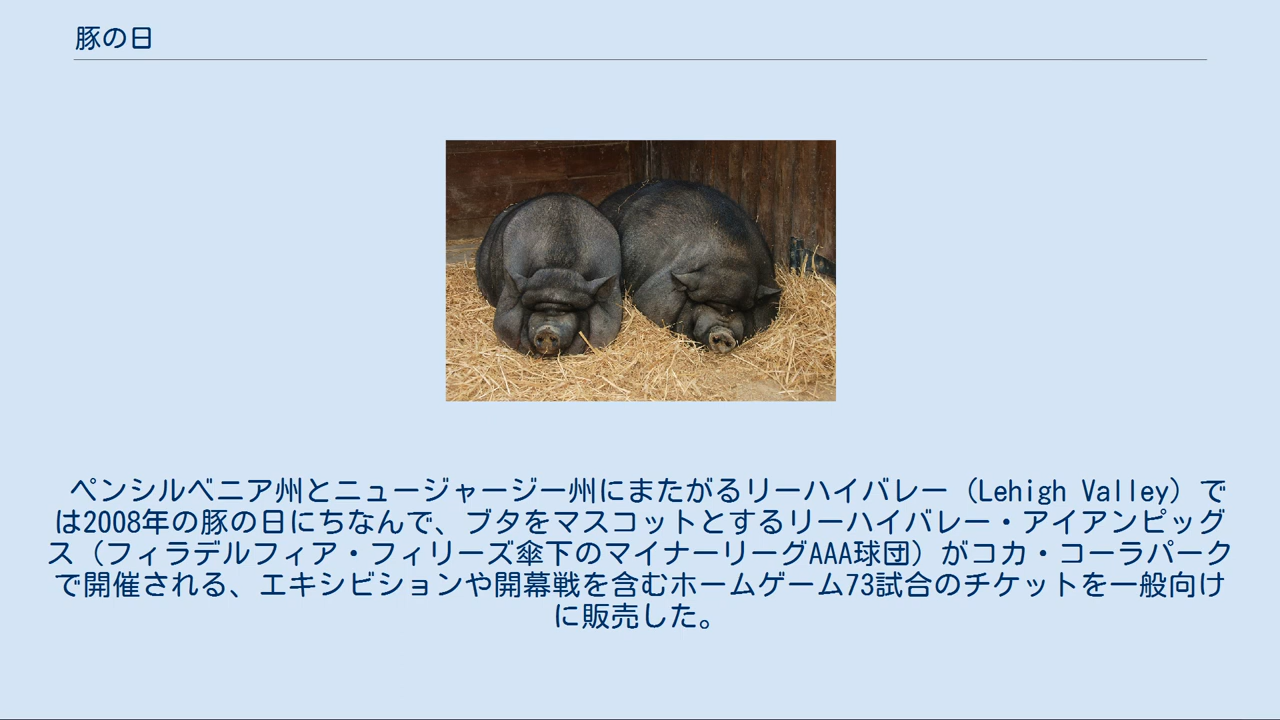 豚の日
ペンシルベニア州とニュージャージー州にまたがるリーハイバレー（Lehigh Valley）で
は2008年の豚の日にちなんで、ブタをマスコットとするリーハイバレー・アイアンピッグ
ス（フィラデルフィア・フィリーズ傘下のマイナーリーグAAA球団）がコカ・コーラパーク
で開催される、エキシビションや開幕戦を含むホームゲーム73試合のチケットを一般向け
に販売した。